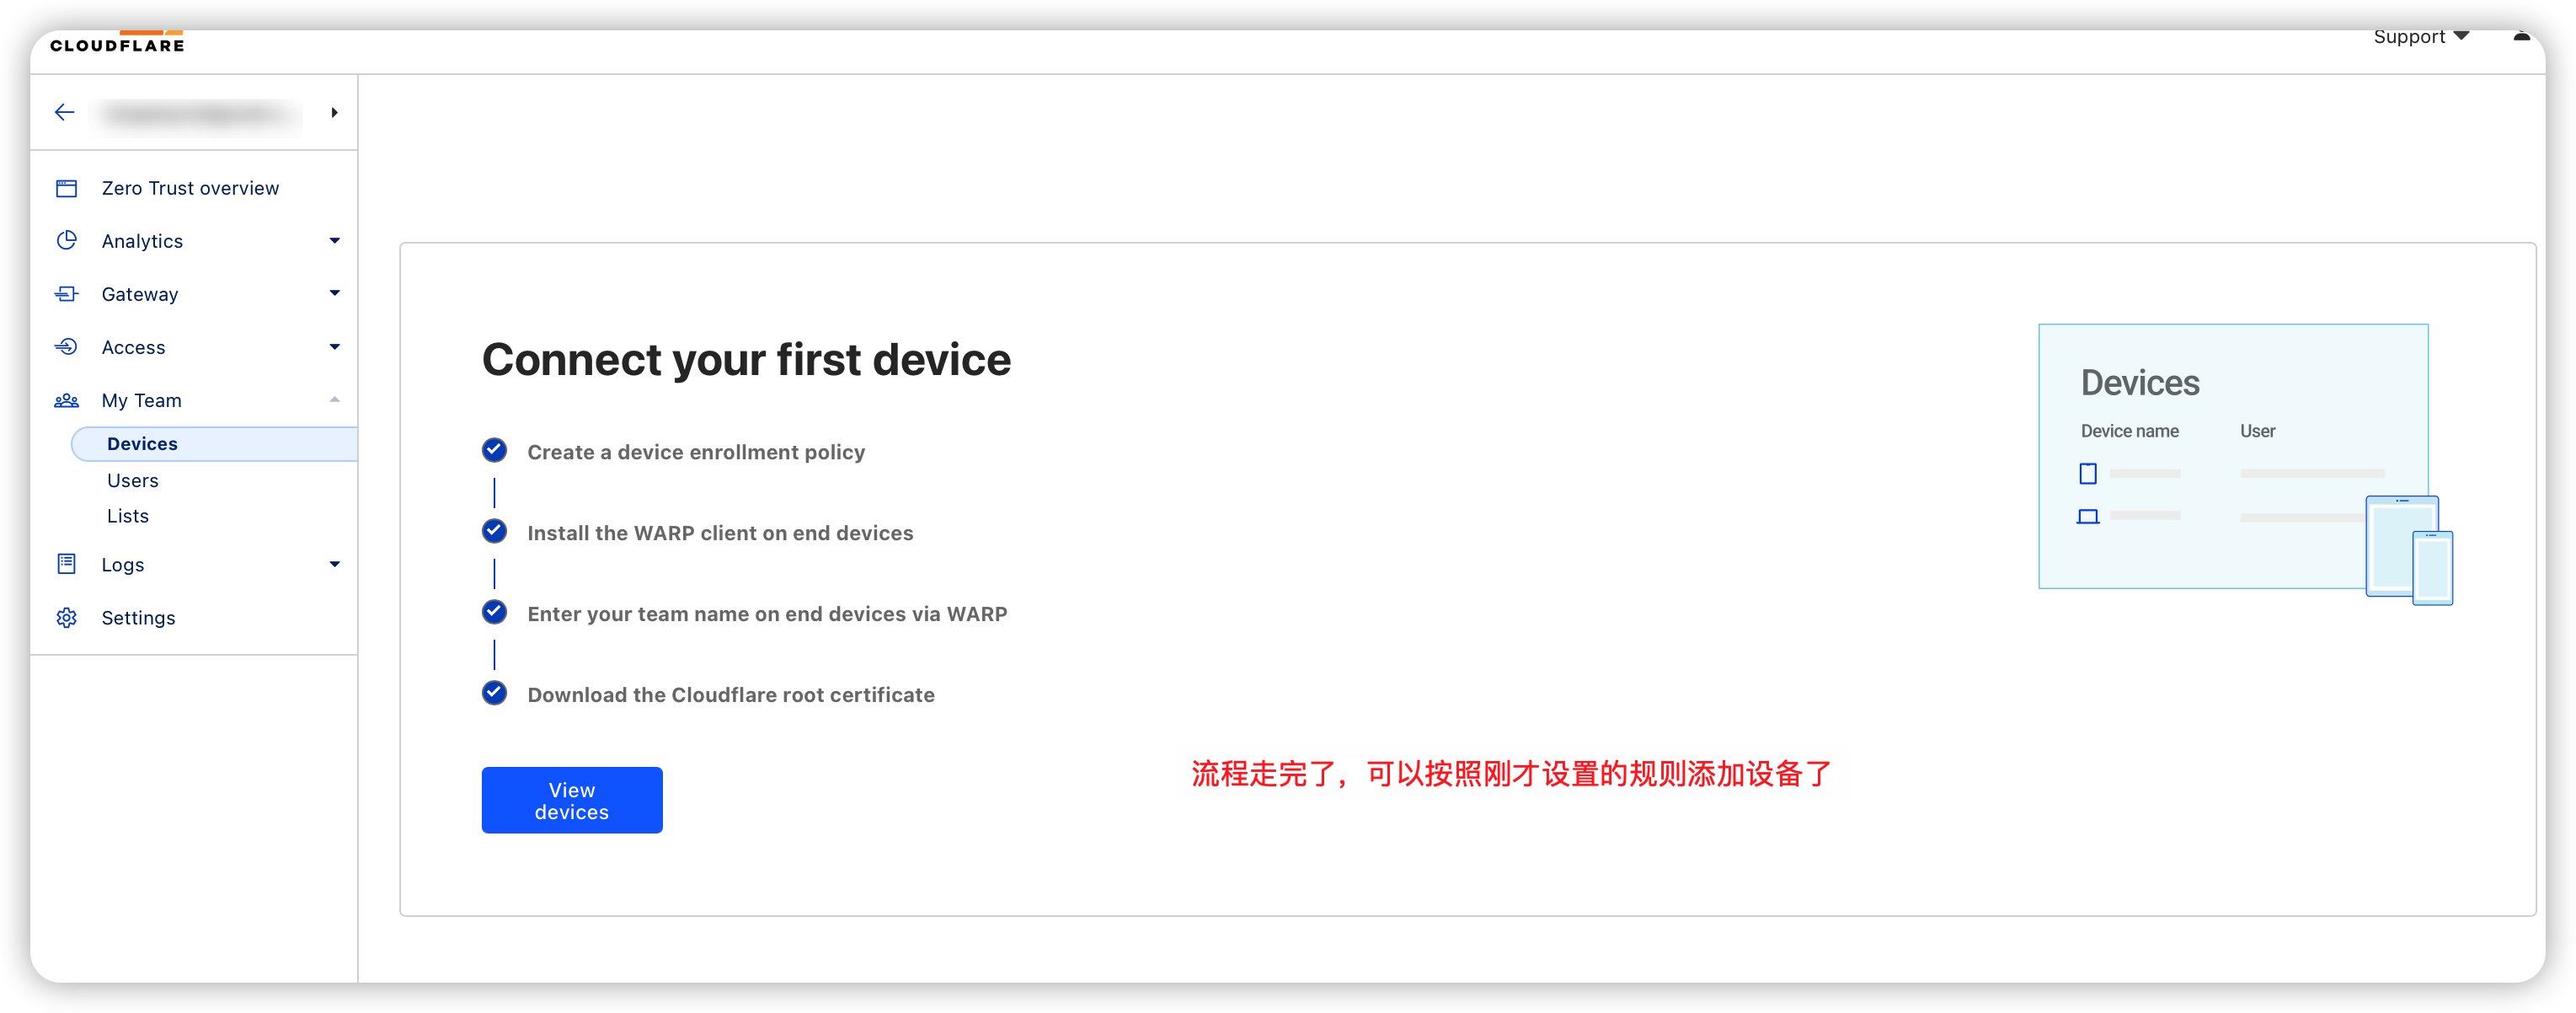 CLOUDFLARE
Support
Zero Trust overview
Analytics
Gateway
Access
My Team
Devices
Users
Lists
Logs
Settings
Connect your first device
Create a device enrollment policy
Install the WARP client on end devices
Enter your team name on end devices via WARP
Download the Cloudflare root certificate
View
devices
流程走完了，可以按照刚才设置的规则添加设备了
Devices
Device name User